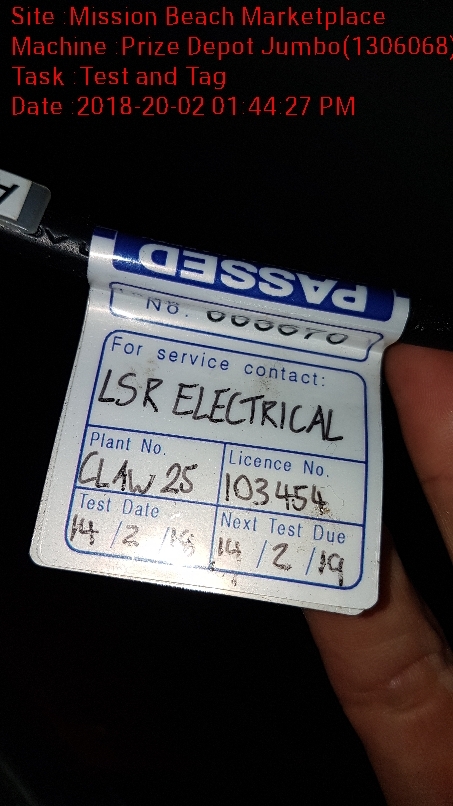 Site :Mission Beach Marketplace
Machine :Prize Depot Jumbo(1306068)
Task : Test and Tag
Date :2018-20-02 01:44:27 PM
PASSED
No.
For service contact:
LSR ELECTRICAL
Plant No.
CLAW 25
Licence No.
103454
Test Date
14 / 2 / 18
Next Test Due
14 / 2 / 19